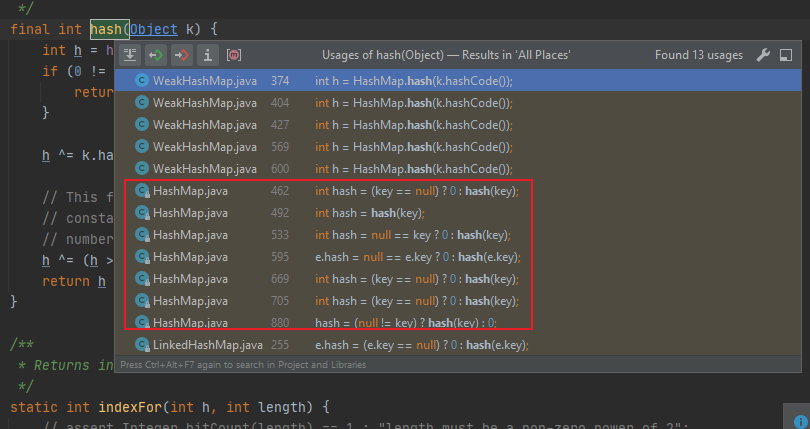 */
final int hash(Object k) {
int h = h
if (0 !=
retur
}
h ^= k.ha
// This f
// consta
// number
h ^= (h >
return h
}
/**
* Returns in
*/
static int indexFor(int h, int length) {
// assert Integer.bitCount(length) == 1 : "length must be a non-zero power of 2";
Usages of hash(Object) — Results in 'All Places' Found 13 usages
WeakHashMap.java 374 int h = HashMap.hash(k.hashCode());
WeakHashMap.java 404 int h = HashMap.hash(k.hashCode());
WeakHashMap.java 427 int h = HashMap.hash(k.hashCode());
WeakHashMap.java 569 int h = HashMap.hash(k.hashCode());
WeakHashMap.java 600 int h = HashMap.hash(k.hashCode());
HashMap.java 462 int hash = (key == null) ? 0 : hash(key);
HashMap.java 492 int hash = hash(key);
HashMap.java 533 int hash = null == key ? 0 : hash(key);
HashMap.java 595 e.hash = null == e.key ? 0 : hash(e.key);
HashMap.java 669 int hash = (key == null) ? 0 : hash(key);
HashMap.java 705 int hash = (key == null) ? 0 : hash(key);
HashMap.java 880 hash = (null != key) ? hash(key) : 0;
LinkedHashMap.java 255 e.hash = (e.key == null) ? 0 : hash(e.key);
Press Ctrl+Alt+F7 again to search in Project and Libraries